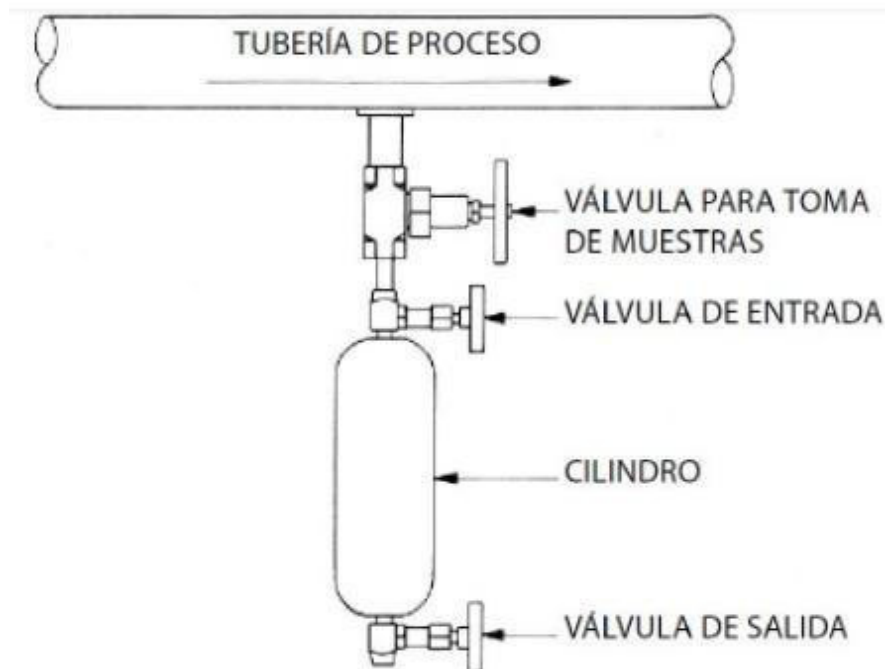 TUBERÍA DE PROCESO
VÁLVULA PARA TOMA
DE MUESTRAS
VÁLVULA DE ENTRADA
CILINDRO
VÁLVULA DE SALIDA